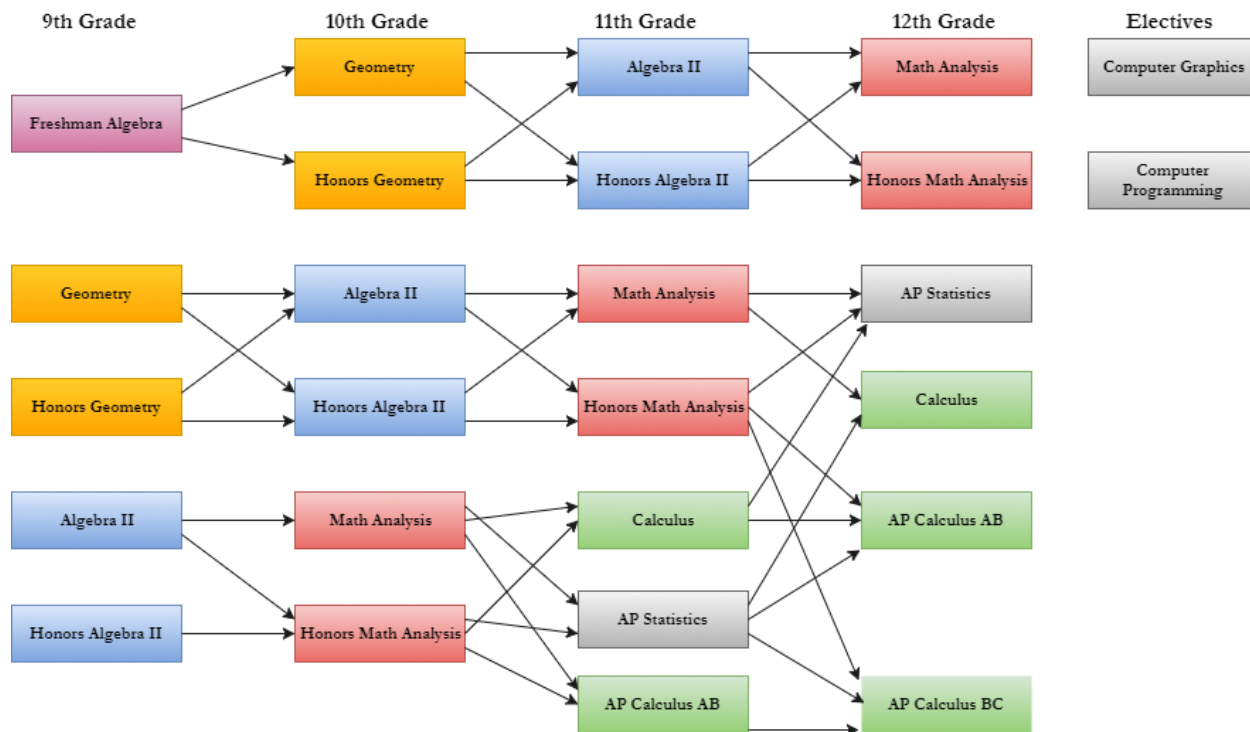 9th Grade
10th Grade
11th Grade
12th Grade
Electives
Geometry
Algebra II
Math Analysis
Computer Graphics
Freshman Algebra
Honors Geometry
Honors Algebra II
Honors Math Analysis
Computer
Programming
Geometry
Algebra II
Math Analysis
AP Statistics
Honors Geometry
Honors Algebra II
Honors Math Analysis
Calculus
Algebra II
Math Analysis
Calculus
AP Calculus AB
Honors Algebra II
Honors Math Analysis
AP Statistics
AP Calculus AB
AP Calculus BC